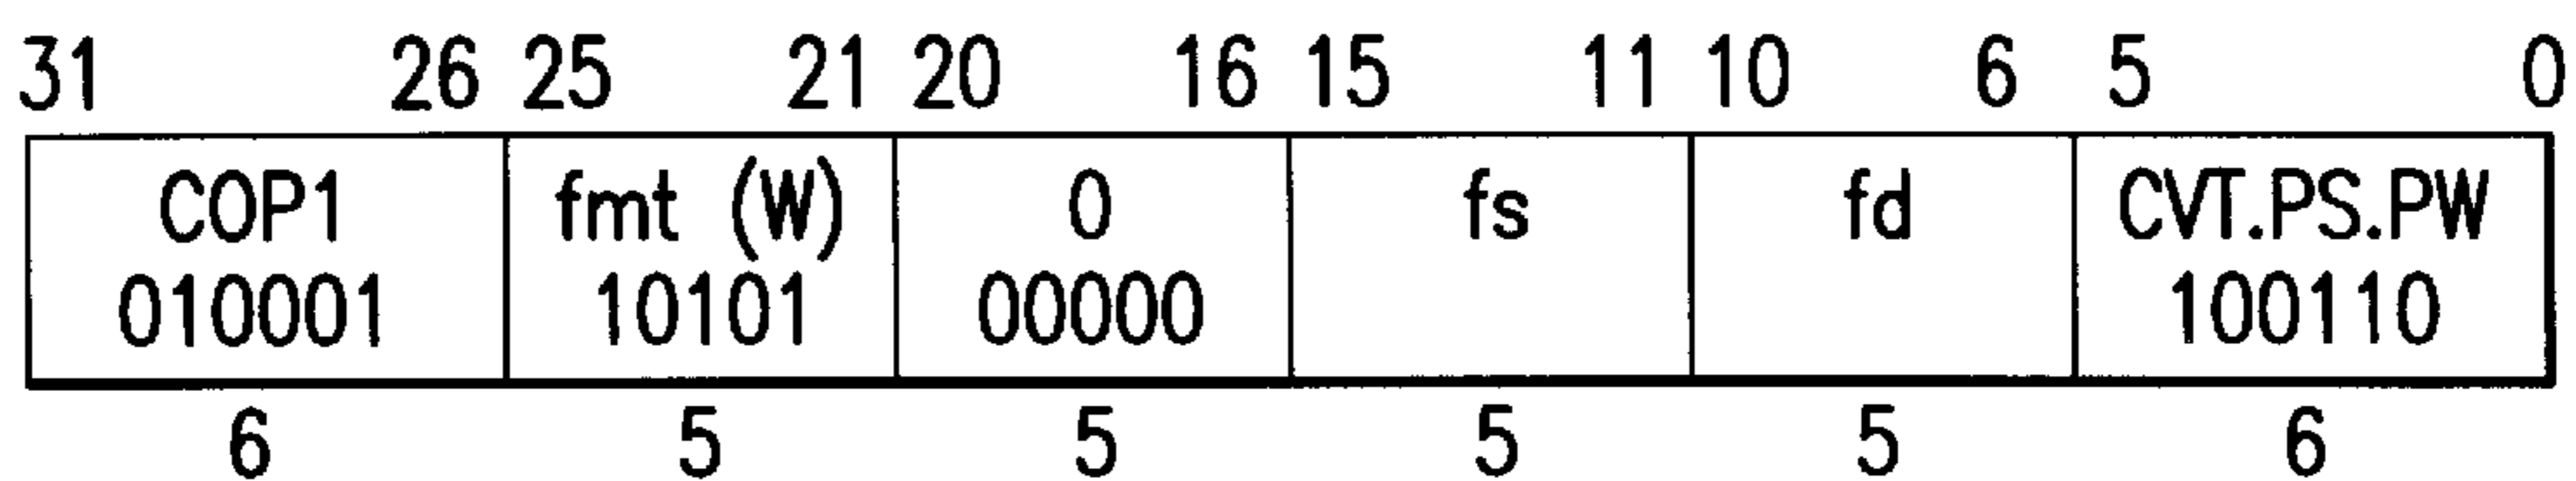 31 26 25 21 20 16 15 11 10 6 5 0
COP1 fmt (W) 0 fs fd CVT.PS.PW
010001 10101 00000 100110
6 5 5 5 5 6